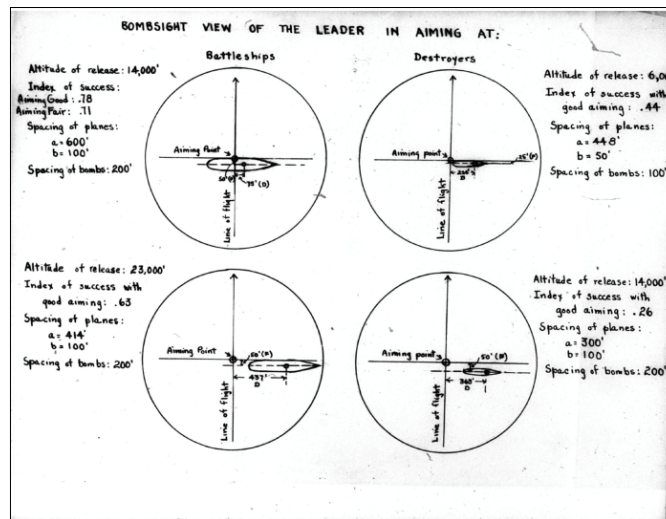 BOMBSIGHT VIEW OF THE LEADER IN AIMING AT:
Battleships
Altitude of release: 14,000'
Index of success:
Aiming Good: .78
Aiming Fair: .71
Spacing of planes:
a = 600'
b = 100'
Spacing of bombs: 200'
Aiming Point
50' (P)
75' (D)
Line of flight
Destroyers
Altitude of release: 6,0
Index of success with
good aiming: .44
Spacing of planes:
a = 448'
b = 50'
Spacing of bombs: 100'
Aiming point
25' (P)
D
Line of flight
Altitude of release: 23,000'
Index of success with
good aiming: .63
Spacing of planes:
a = 414'
b = 100'
Spacing of bombs: 200'
Aiming Point
50' (P)
437'
D
Line of flight
Altitude of release: 14,000'
Index of success with
good aiming: .26
Spacing of planes:
a = 300'
b = 100'
Spacing of bombs: 200'
Aiming point
50' (P)
D
Line of flight